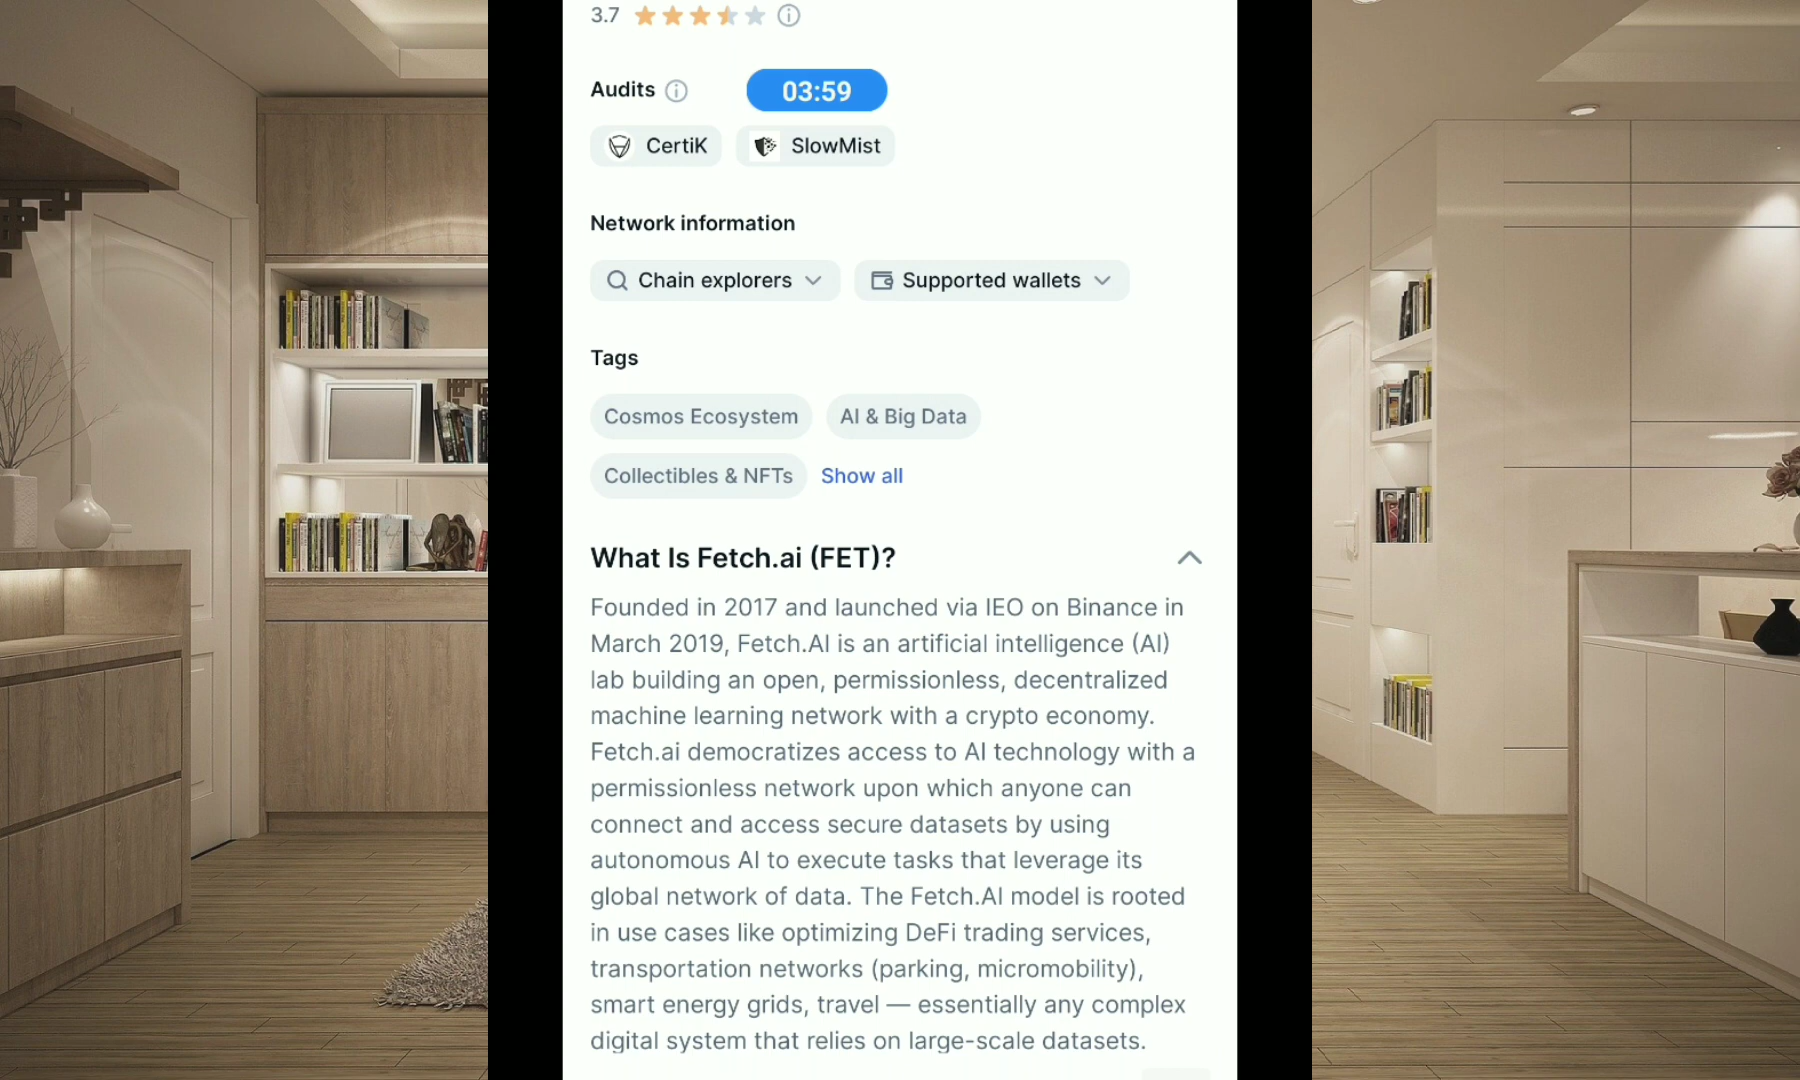 3.7
Audits
03:59
CertiK SlowMist
Network information
Chain explorers Supported wallets
Tags
Cosmos Ecosystem AI & Big Data
Collectibles & NFTs Show all
What Is Fetch.ai (FET)?
Founded in 2017 and launched via IEO on Binance in
March 2019, Fetch.AI is an artificial intelligence (AI)
lab building an open, permissionless, decentralized
machine learning network with a crypto economy.
Fetch.ai democratizes access to AI technology with a
permissionless network upon which anyone can
connect and access secure datasets by using
autonomous AI to execute tasks that leverage its
global network of data. The Fetch.AI model is rooted
in use cases like optimizing DeFi trading services,
transportation networks (parking, micromobility),
smart energy grids, travel — essentially any complex
digital system that relies on large-scale datasets.